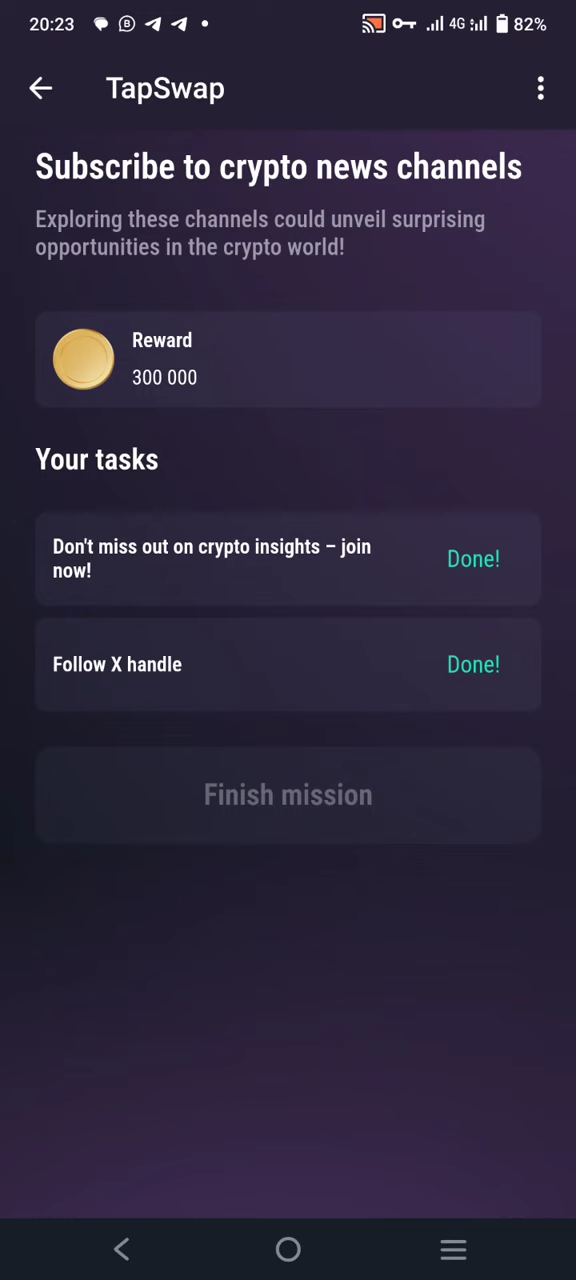 20:23 4G 82%
TapSwap
Subscribe to crypto news channels
Exploring these channels could unveil surprising
opportunities in the crypto world!
Reward
300 000
Your tasks
Don't miss out on crypto insights – join
now!
Done!
Follow X handle
Done!
Finish mission